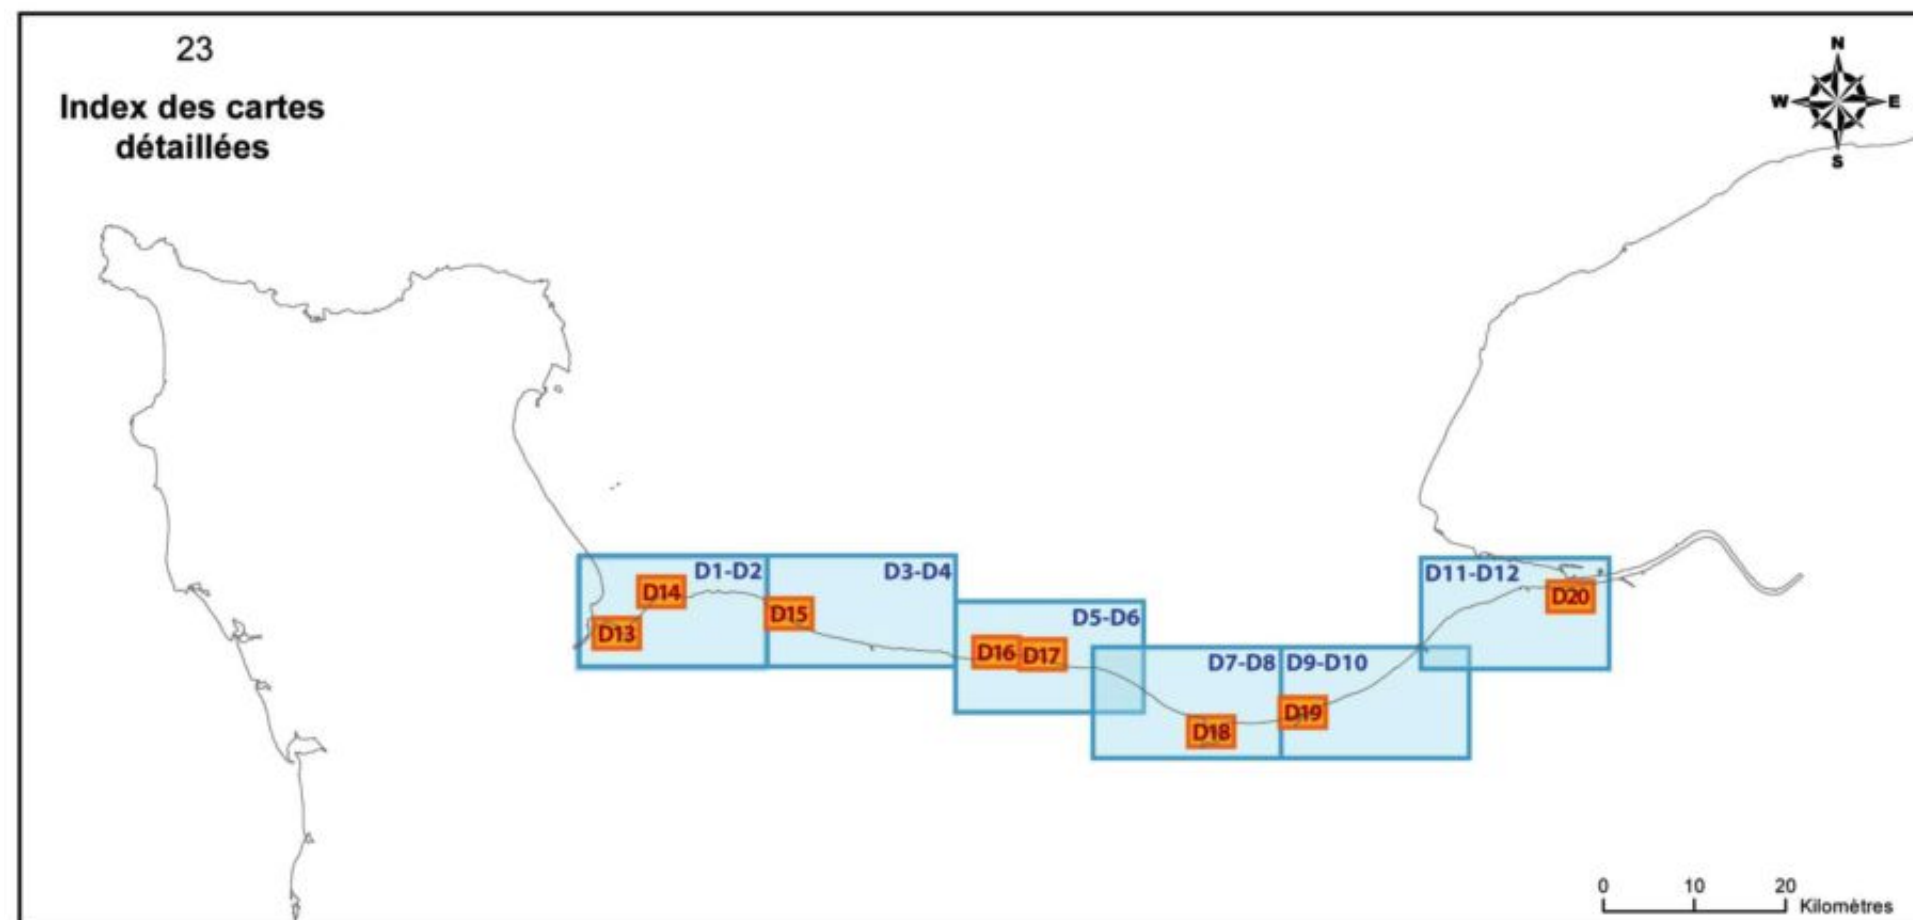 23
Index des cartes
détaillées
N
W E
S
D1-D2
D3-D4
D14
D15
D13
D5-D6
D16
D17
D7-D8
D9-D10
D18
D19
D11-D12
D20
0 10 20
Kilomètres